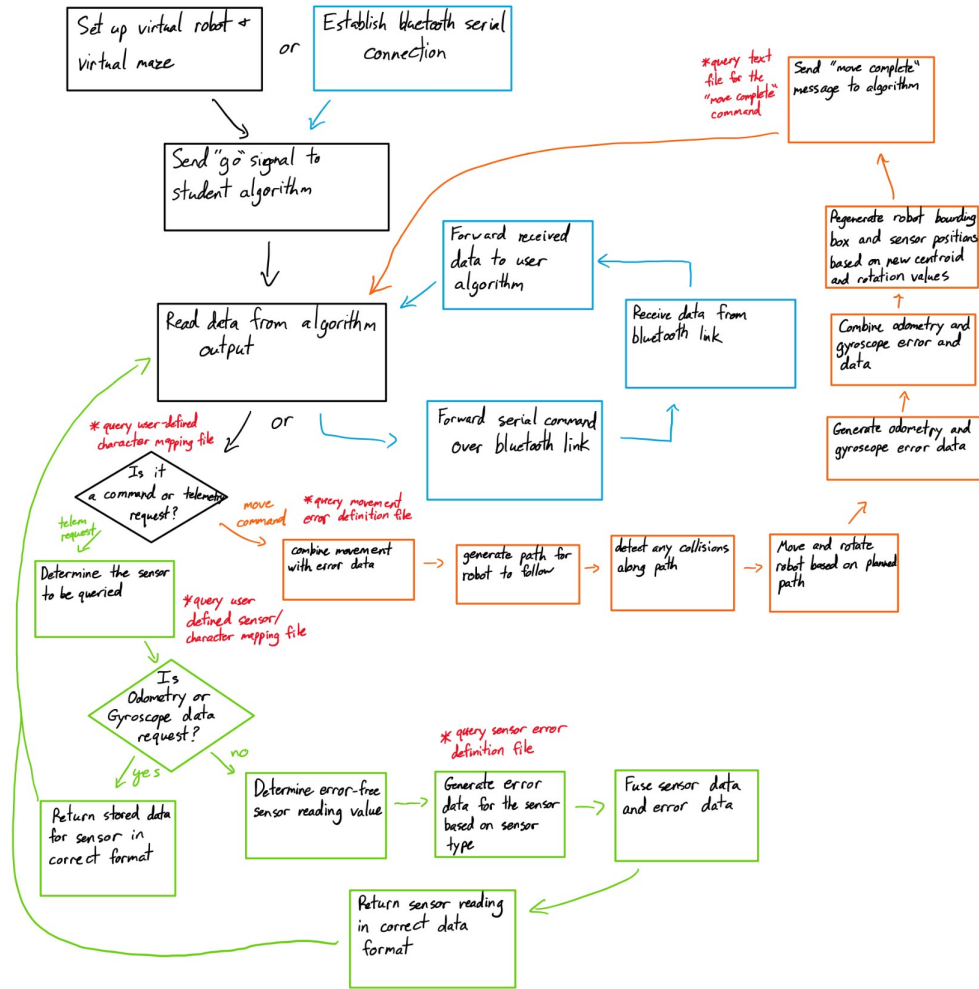 Set up virtual robot &
virtual maze
or
Establish bluetooth serial
connection
*query text
file for the
"move complete"
command
Send "move complete"
message to algorithm
Send "go" signal to
student algorithm
Forward received
data to user
algorithm
Pegenerate robot bounding
box and sensor positions
based on new centroid
and rotation values
Read data from algorithm
output
Receive data from
bluetooth link
Combine odometry and
gyroscope error and
data
* query user-defined
character mapping file
or
Forward serial command
over bluetooth link
Generate odometry and
gyroscope error data
Is it
a command or telemetry
request?
telem
request
move
command
*query movement
error definition file
combine movement
with error data
generate path for
robot to follow
detect any collisions
along path
Move and rotate
robot based on planned
path
Determine the sensor
to be queried
*query user
defined sensor/
character mapping file
Is
Odometry or
Gyroscope data
request?
yes
no
* query sensor error
definition file
Return stored data
for sensor in
correct format
Determine error-free
sensor reading value
Generate error
data for the sensor
based on sensor
type
Fuse sensor data
and error data
Return sensor reading
in correct data
format